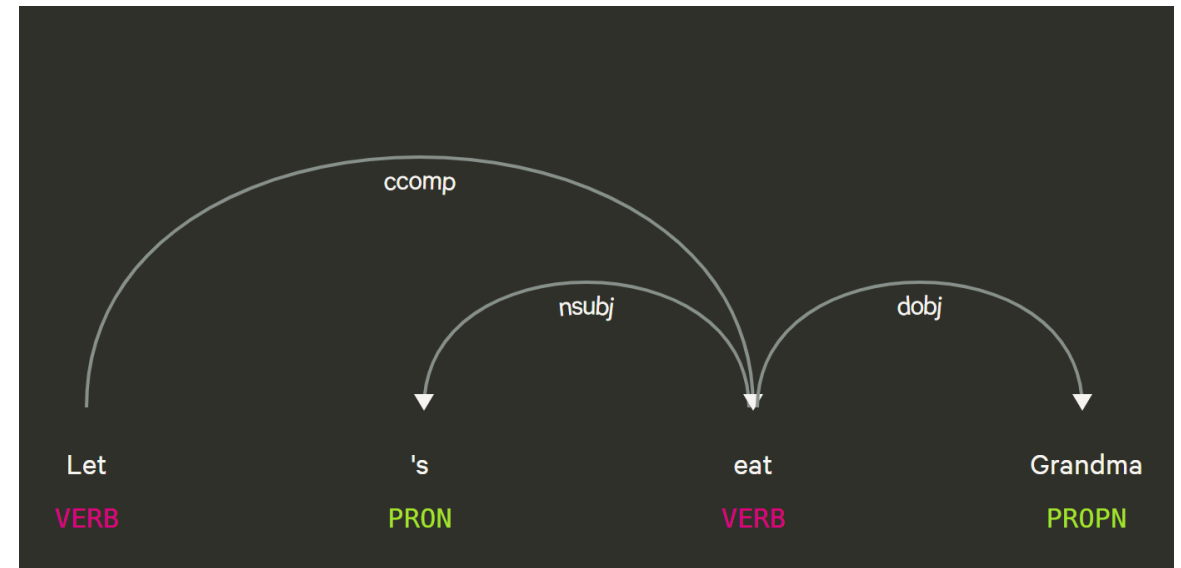 ccomp
nsubj dobj
Let 's eat Grandma
VERB PRON VERB PROPN